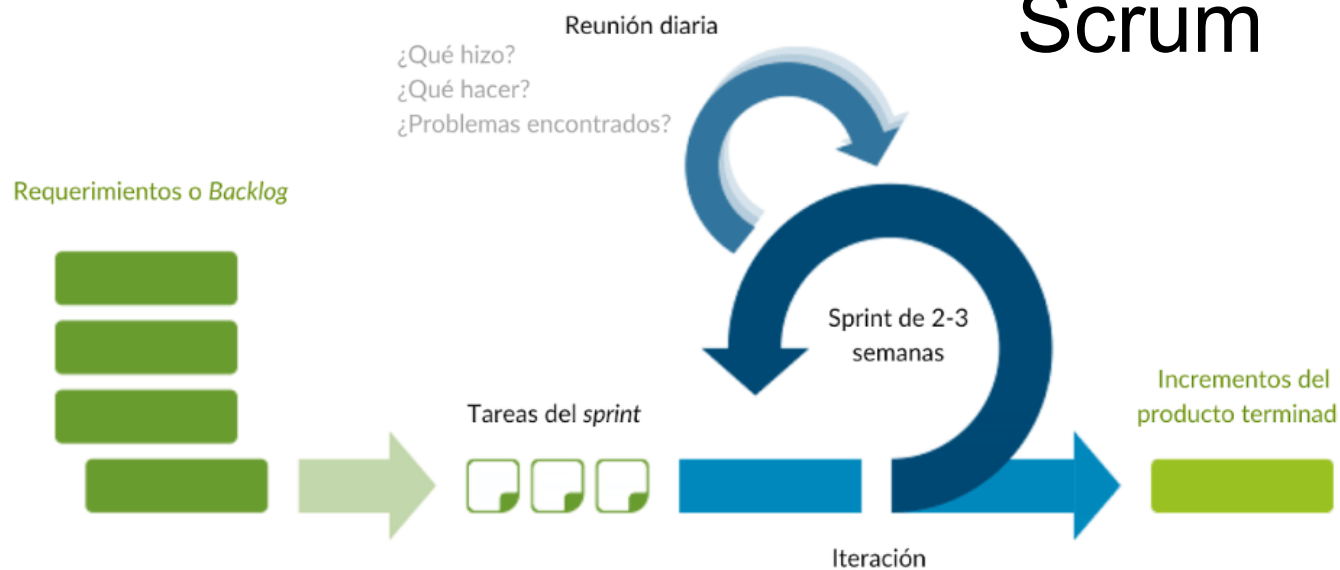 Scrum
Reunión diaria
¿Qué hizo?
¿Qué hacer?
¿Problemas encontrados?
Requerimientos o Backlog
Sprint de 2-3
semanas
Tareas del sprint
Incrementos del
producto terminad
Iteración